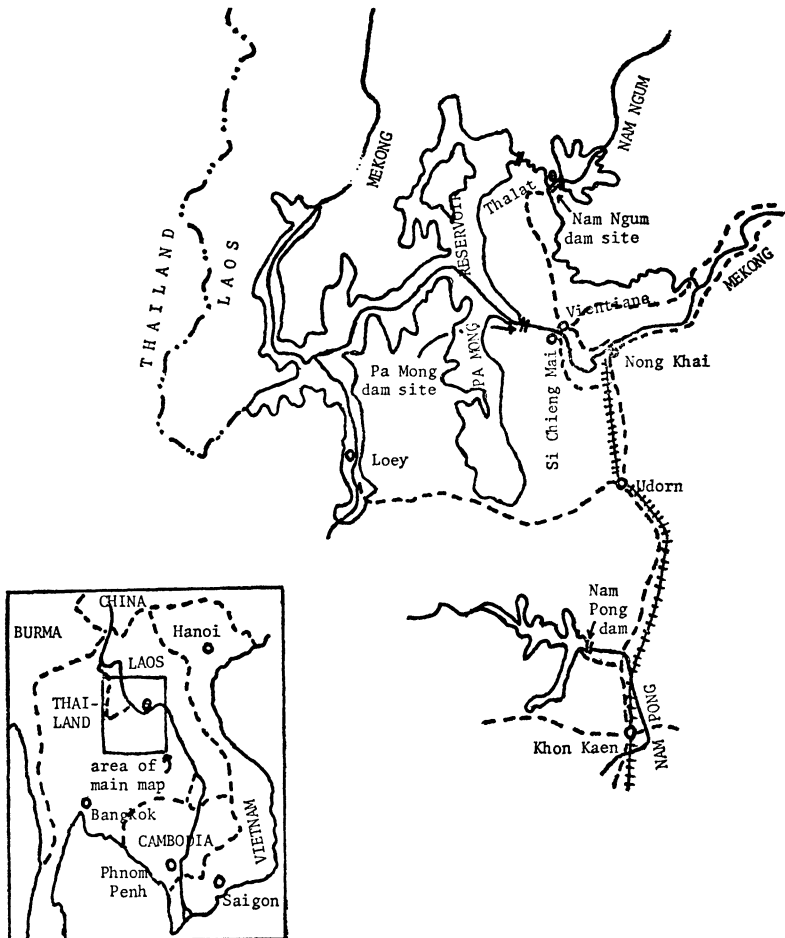 MEKONG
NAM NGUM
THAILAND
LAOS
RESERVOIR
Thalat
Nam Ngum
dam site
MEKONG
Vientiane
Pa Mong
dam site
PA MONG
Si Chieng Mai
Nong Khai
Loey
Udorn
Nam
Pong
dam
Khon Kaen
NAM PONG
CHINA
BURMA
Hanoi
LAOS
THAI-
LAND
area of
main map
Bangkok
CAMBODIA
VIETNAM
Phnom
Penh
Saigon